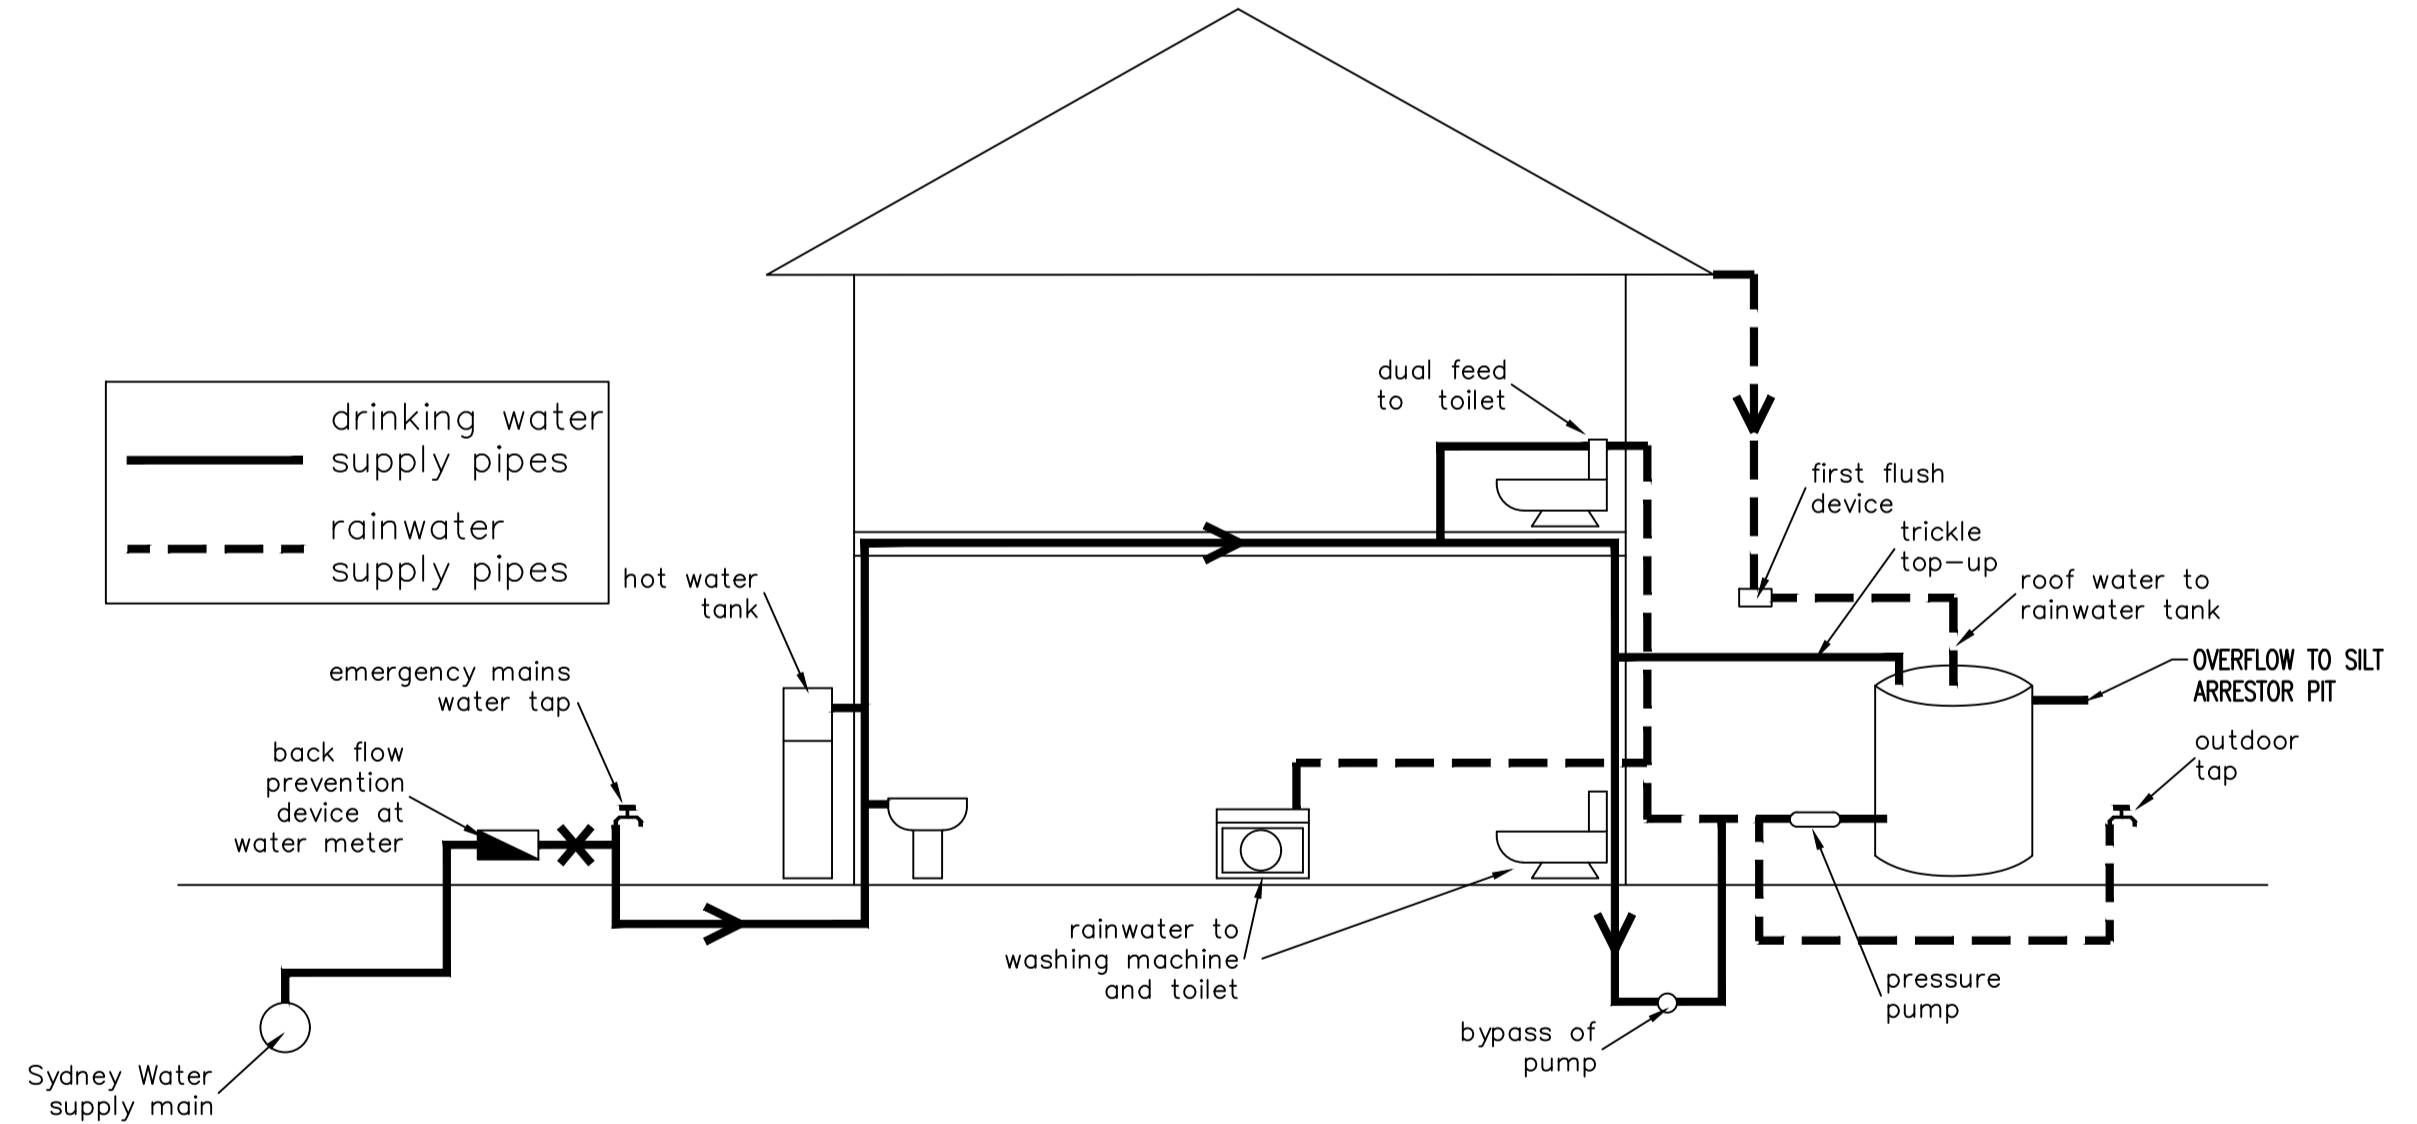 drinking water
supply pipes
rainwater
supply pipes
dual feed
to toilet
first flush
device
trickle
top-up
roof water to
rainwater tank
OVERFLOW TO SILT
ARRESTOR PIT
outdoor
tap
hot water
tank
emergency mains
water tap
back flow
prevention
device at
water meter
rainwater to
washing machine
and toilet
pressure
pump
bypass of
pump
Sydney Water
supply main